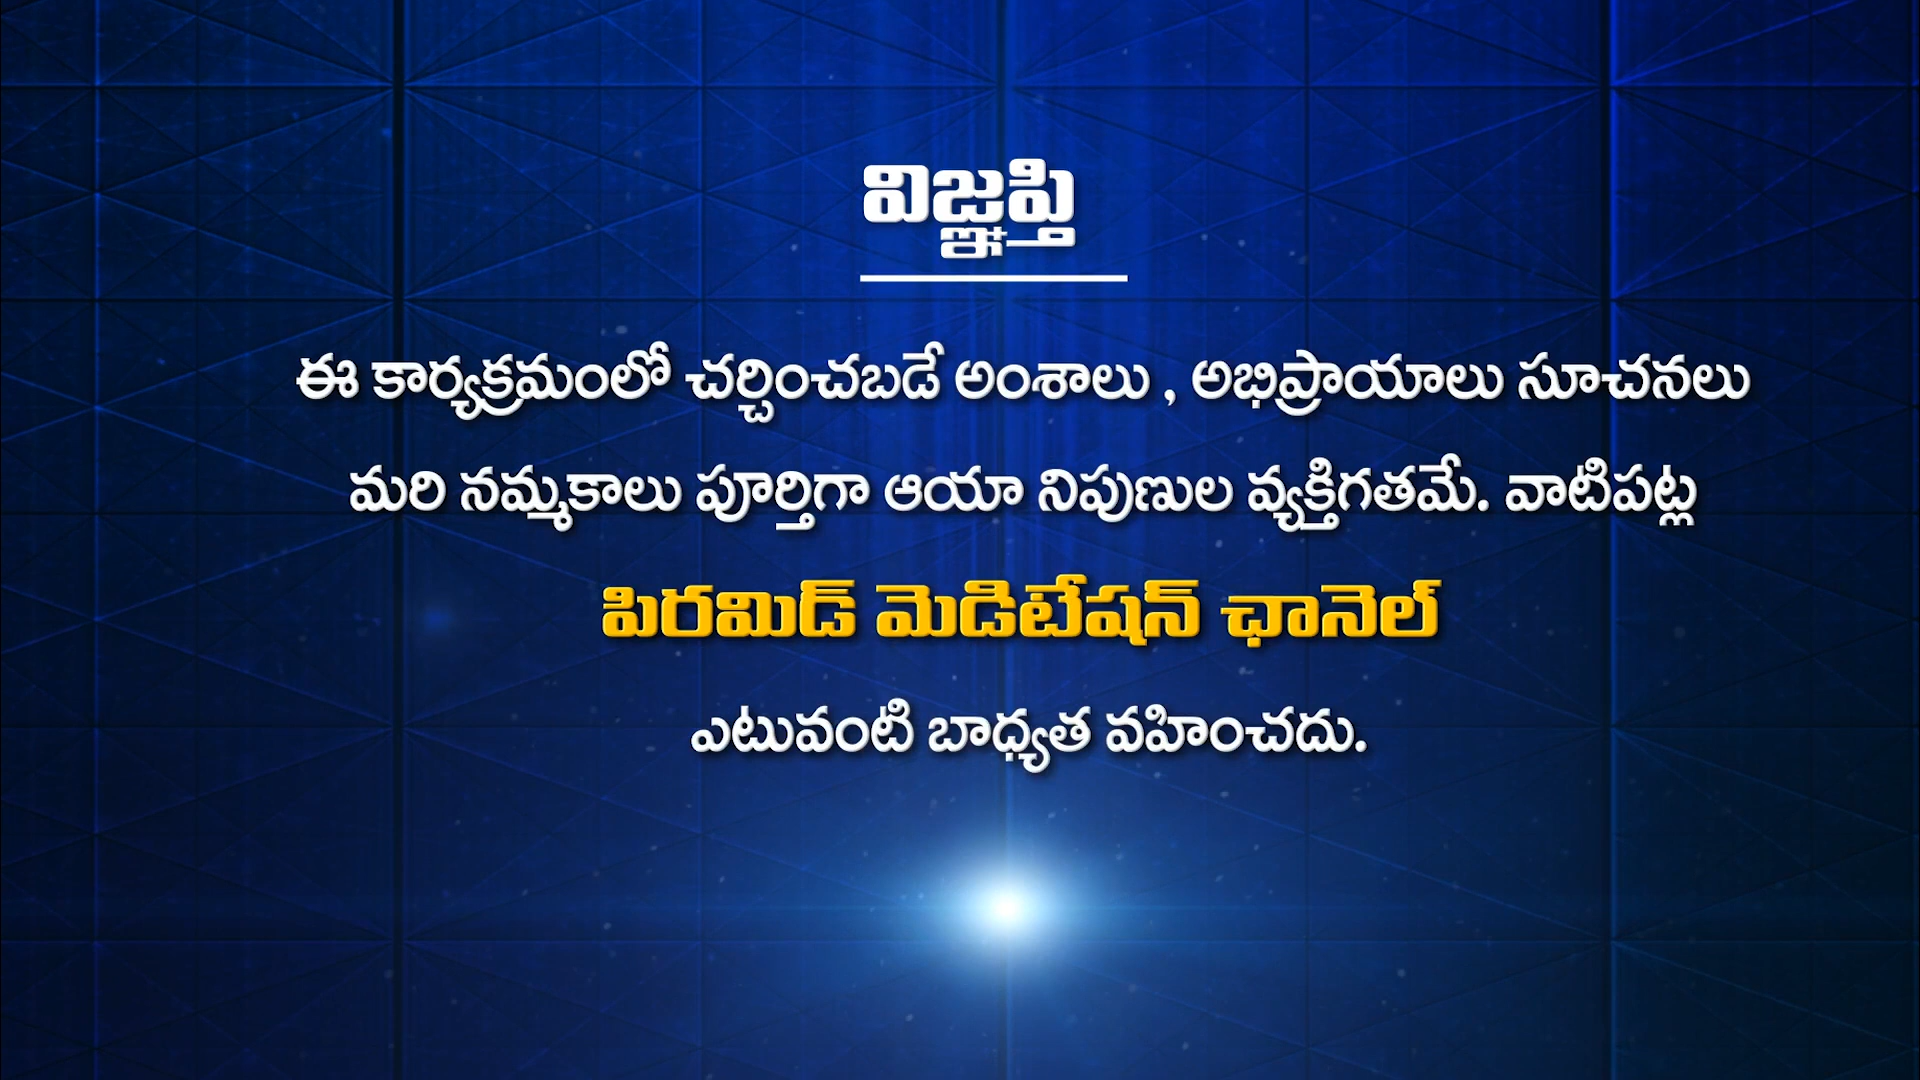 విజ్ఞప్తి
ఈ కార్యక్రమంలో చర్చించబడే అంశాలు , అభిప్రాయాలు సూచనలు
మరి నమ్మకాలు పూర్తిగా ఆయా నిపుణుల వ్యక్తిగతమే. వాటిపట్ల
పిరమిడ్ మెడిటేషన్ ఛానెల్
ఎటువంటి బాధ్యత వహించదు.